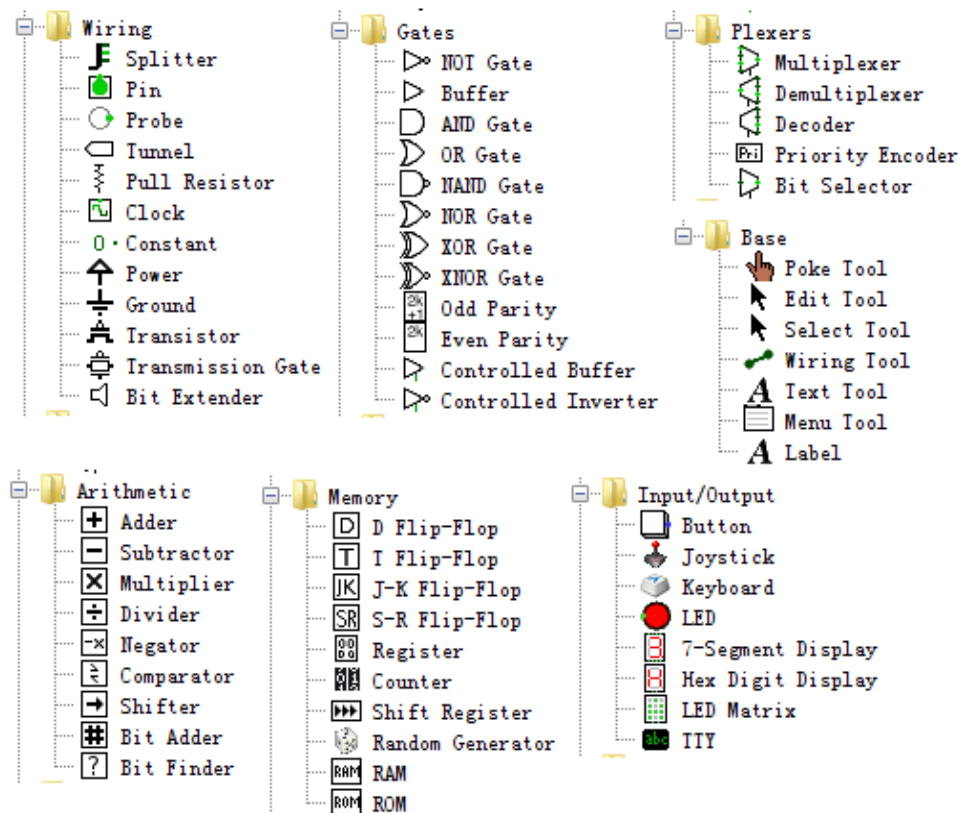 Wiring
Splitter
Pin
Probe
Tunnel
Pull Resistor
Clock
0 Constant
Power
Ground
Transistor
Transmission Gate
Bit Extender
Gates
NOT Gate
Buffer
AND Gate
OR Gate
NAND Gate
NOR Gate
XOR Gate
XNOR Gate
2K+1 Odd Parity
2K Even Parity
Controlled Buffer
Controlled Inverter
Plexers
Multiplexer
Demultiplexer
Decoder
Pri Priority Encoder
Bit Selector
Base
Poke Tool
Edit Tool
Select Tool
Wiring Tool
A Text Tool
Menu Tool
A Label
Arithmetic
+ Adder
− Subtractor
× Multiplier
÷ Divider
-x Negator
Comparator
Shifter
# Bit Adder
? Bit Finder
Memory
D D Flip-Flop
T T Flip-Flop
JK J-K Flip-Flop
SR S-R Flip-Flop
Register
Counter
Shift Register
Random Generator
RAM RAM
ROM ROM
Input/Output
Button
Joystick
Keyboard
LED
7-Segment Display
Hex Digit Display
LED Matrix
abc TTY